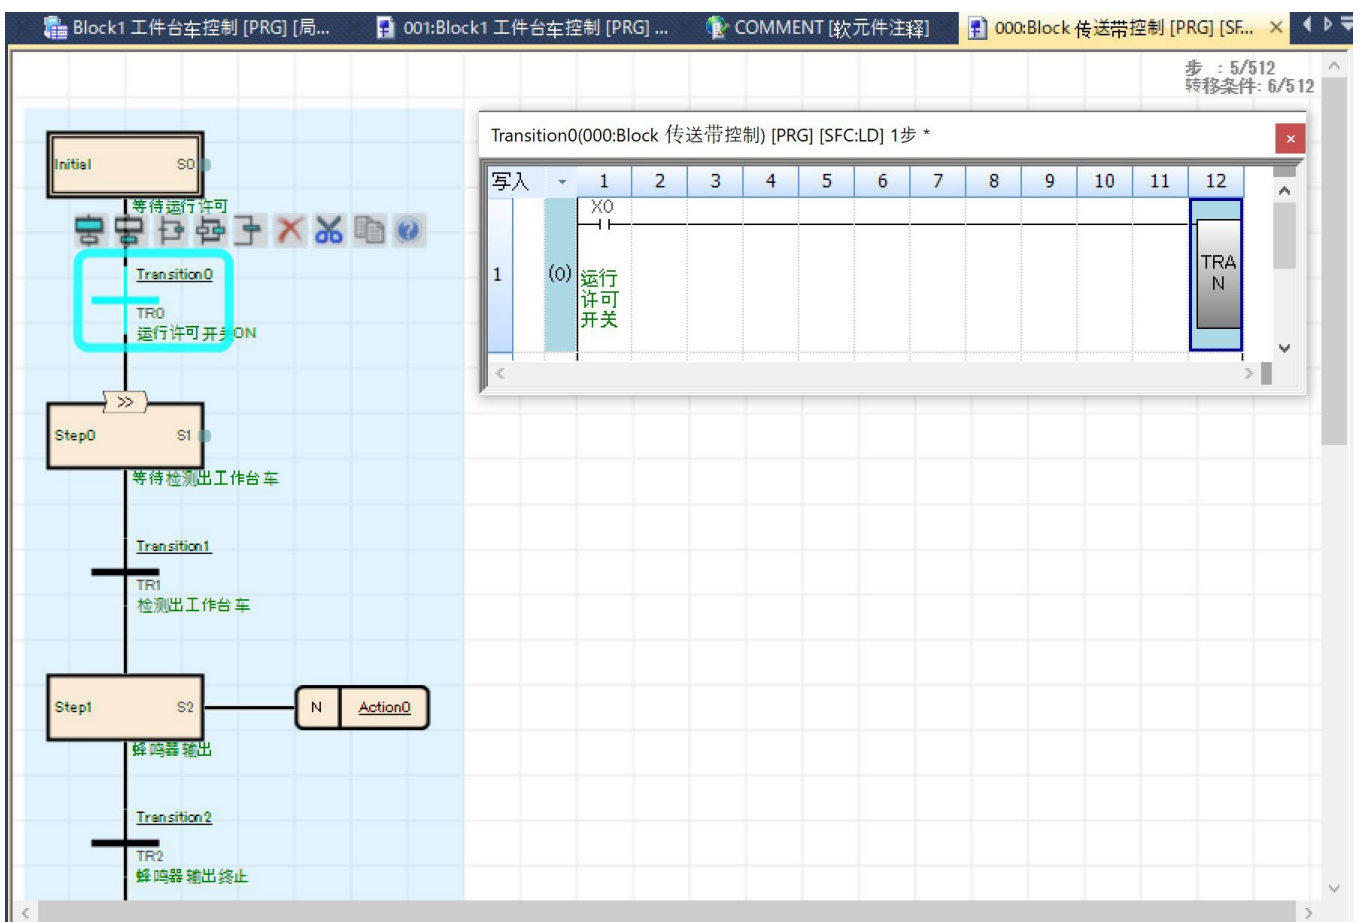 Block1 工件台车控制 [PRG] [局...
001:Block1 工件台车控制 [PRG] ...
COMMENT [软元件注释]
000:Block 传送带控制 [PRG] [SF...
步 : 5/512
转移条件: 6/512
Transition0(000:Block 传送带控制) [PRG] [SFC:LD] 1步 *
写入 1 2 3 4 5 6 7 8 9 10 11 12
X0
1 (0) 运行
许可
开关
TRA
N
Initial S0
等待运行许可
Transition0
TR0
运行许可开关ON
>>
Step0 S1
等待检测出工作台车
Transition1
TR1
检测出工作台车
Step1 S2 N Action0
蜂鸣器输出
Transition2
TR2
蜂鸣器输出终止